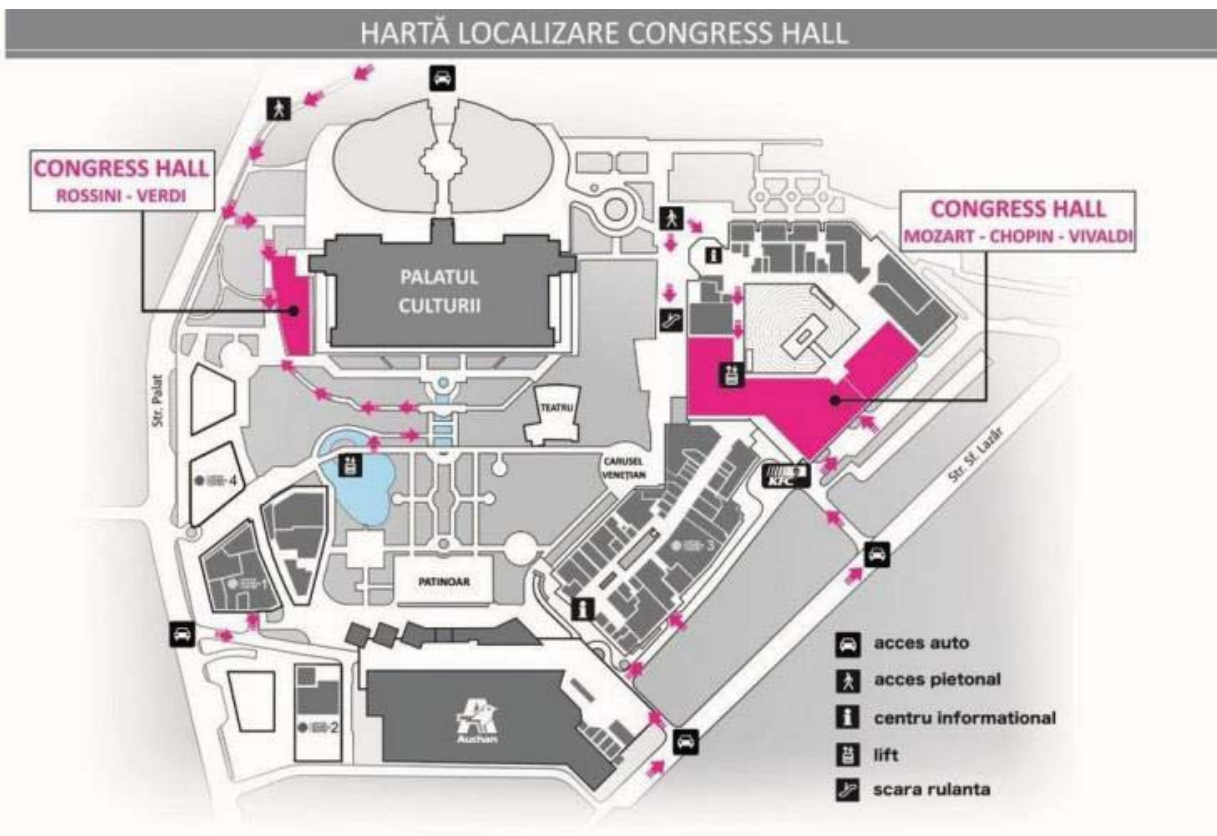 HARTĂ LOCALIZARE CONGRESS HALL
CONGRESS HALL
ROSSINI - VERDI
CONGRESS HALL
MOZART - CHOPIN - VIVALDI
PALATUL
CULTURII
Str. Palat
TEATRU
CARUSEL
VENEȚIAN
KFC
Str. Sf. Lazăr
4
3
1
PATINOAR
2
Auchan
acces auto
acces pietonal
centru informational
lift
scara rulanta